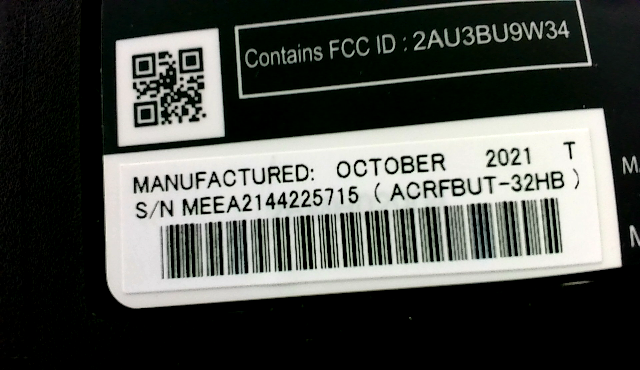 Contains FCC ID : 2AU3BU9W34
MANUFACTURED: OCTOBER 2021 T
S/N MEEA2144225715 ( ACRFBUT-32HB )